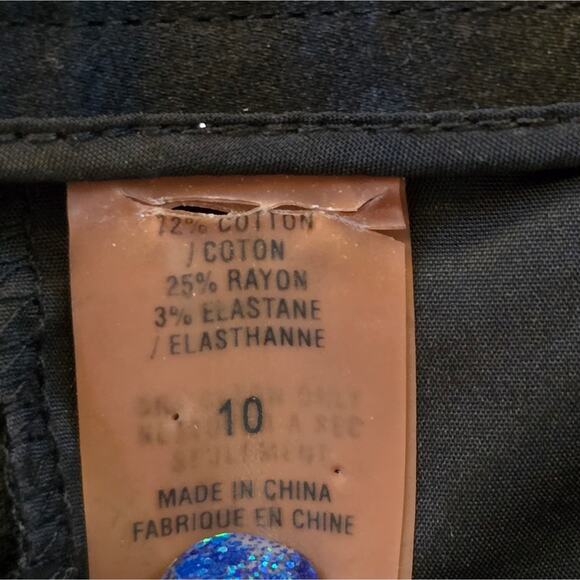 72% COTTON
/ COTON
25% RAYON
3% ELASTANE
/ ELASTHANNE
10
MADE IN CHINA
FABRIQUE EN CHINE